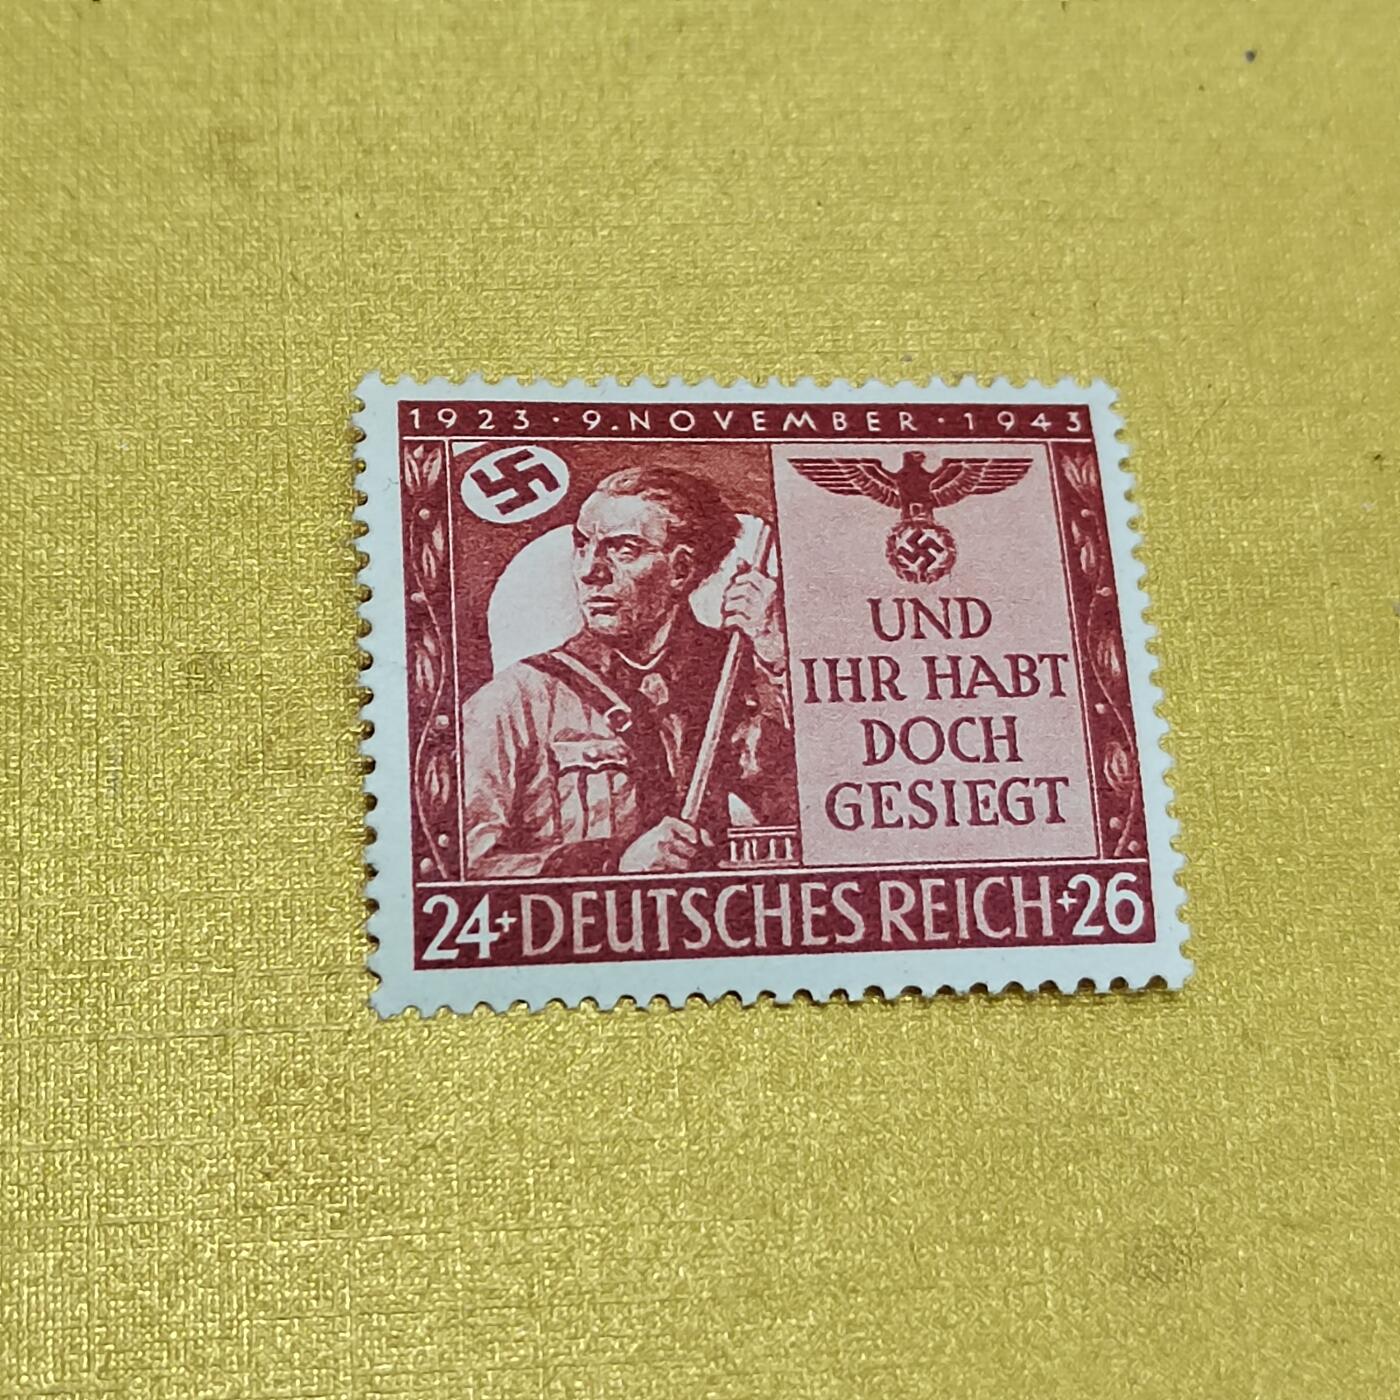 1923 · 9. NOVEMBER · 1943
UND
IHR HABT
DOCH
GESIEGT
24+ DEUTSCHES REICH +26